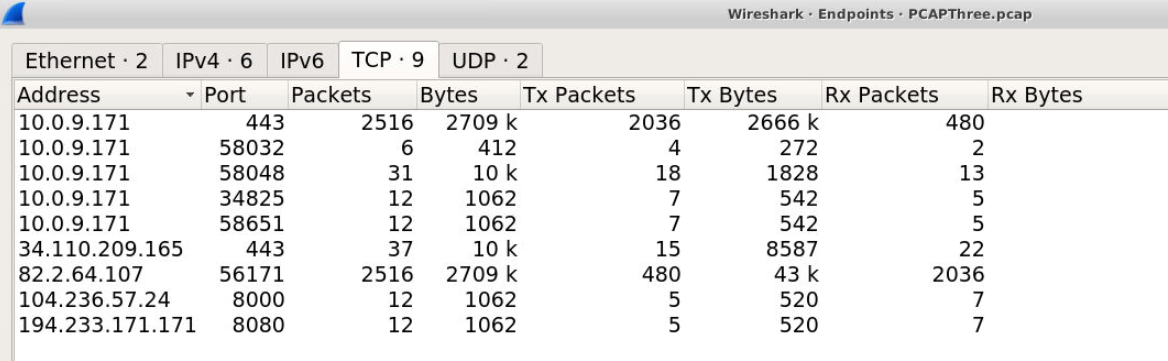 Wireshark · Endpoints · PCAPThree.pcap
Ethernet · 2 IPv4 · 6 IPv6 TCP · 9 UDP · 2
Address Port Packets Bytes Tx Packets Tx Bytes Rx Packets Rx Bytes
10.0.9.171 443 2516 2709 k 2036 2666 k 480
10.0.9.171 58032 6 412 4 272 2
10.0.9.171 58048 31 10 k 18 1828 13
10.0.9.171 34825 12 1062 7 542 5
10.0.9.171 58651 12 1062 7 542 5
34.110.209.165 443 37 10 k 15 8587 22
82.2.64.107 56171 2516 2709 k 480 43 k 2036
104.236.57.24 8000 12 1062 5 520 7
194.233.171.171 8080 12 1062 5 520 7